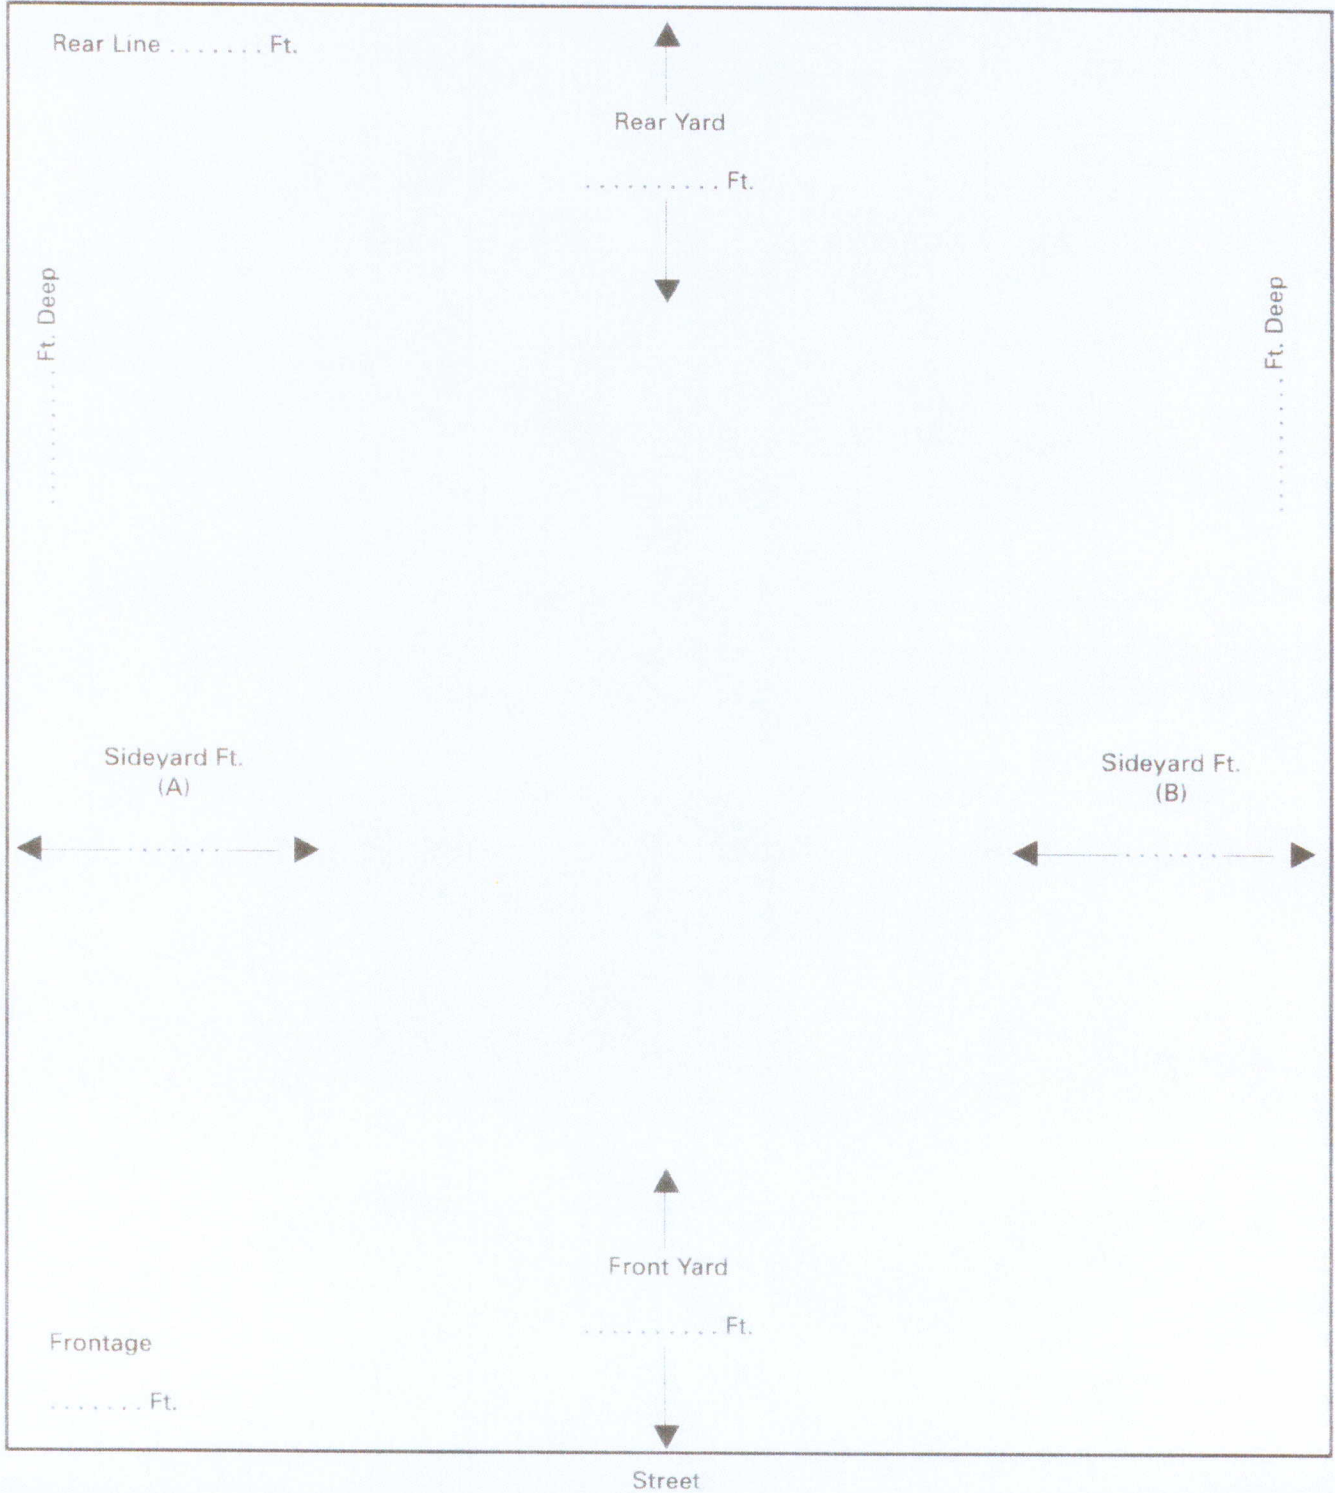 Rear Line . . . . . . . Ft.
Rear Yard
. . . . . . . . . . Ft.
. . . . . . . . . . Ft. Deep
. . . . . . . . . . Ft. Deep
Sideyard Ft.
(A)
Sideyard Ft.
(B)
. . . . . . .
. . . . . . .
Front Yard
. . . . . . . . . . Ft.
Frontage
. . . . . . . Ft.
Street